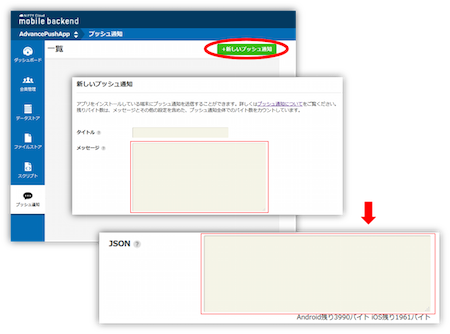 NIFTY Cloud
mobile backend
AdvancePushApp
プッシュ通知
一覧
+新しいプッシュ通知
ダッシュボード
会員管理
データストア
ファイルストア
スクリプト
プッシュ通知
新しいプッシュ通知
アプリをインストールしている端末にプッシュ通知を送信することができます。詳しくはプッシュ通知についてをご覧ください。
残りバイト数は、メッセージとその他の設定を含めた、プッシュ通知全体でのバイト数をカウントしています。
タイトル
メッセージ
JSON ?
Android残り3990バイト iOS残り1961バイト